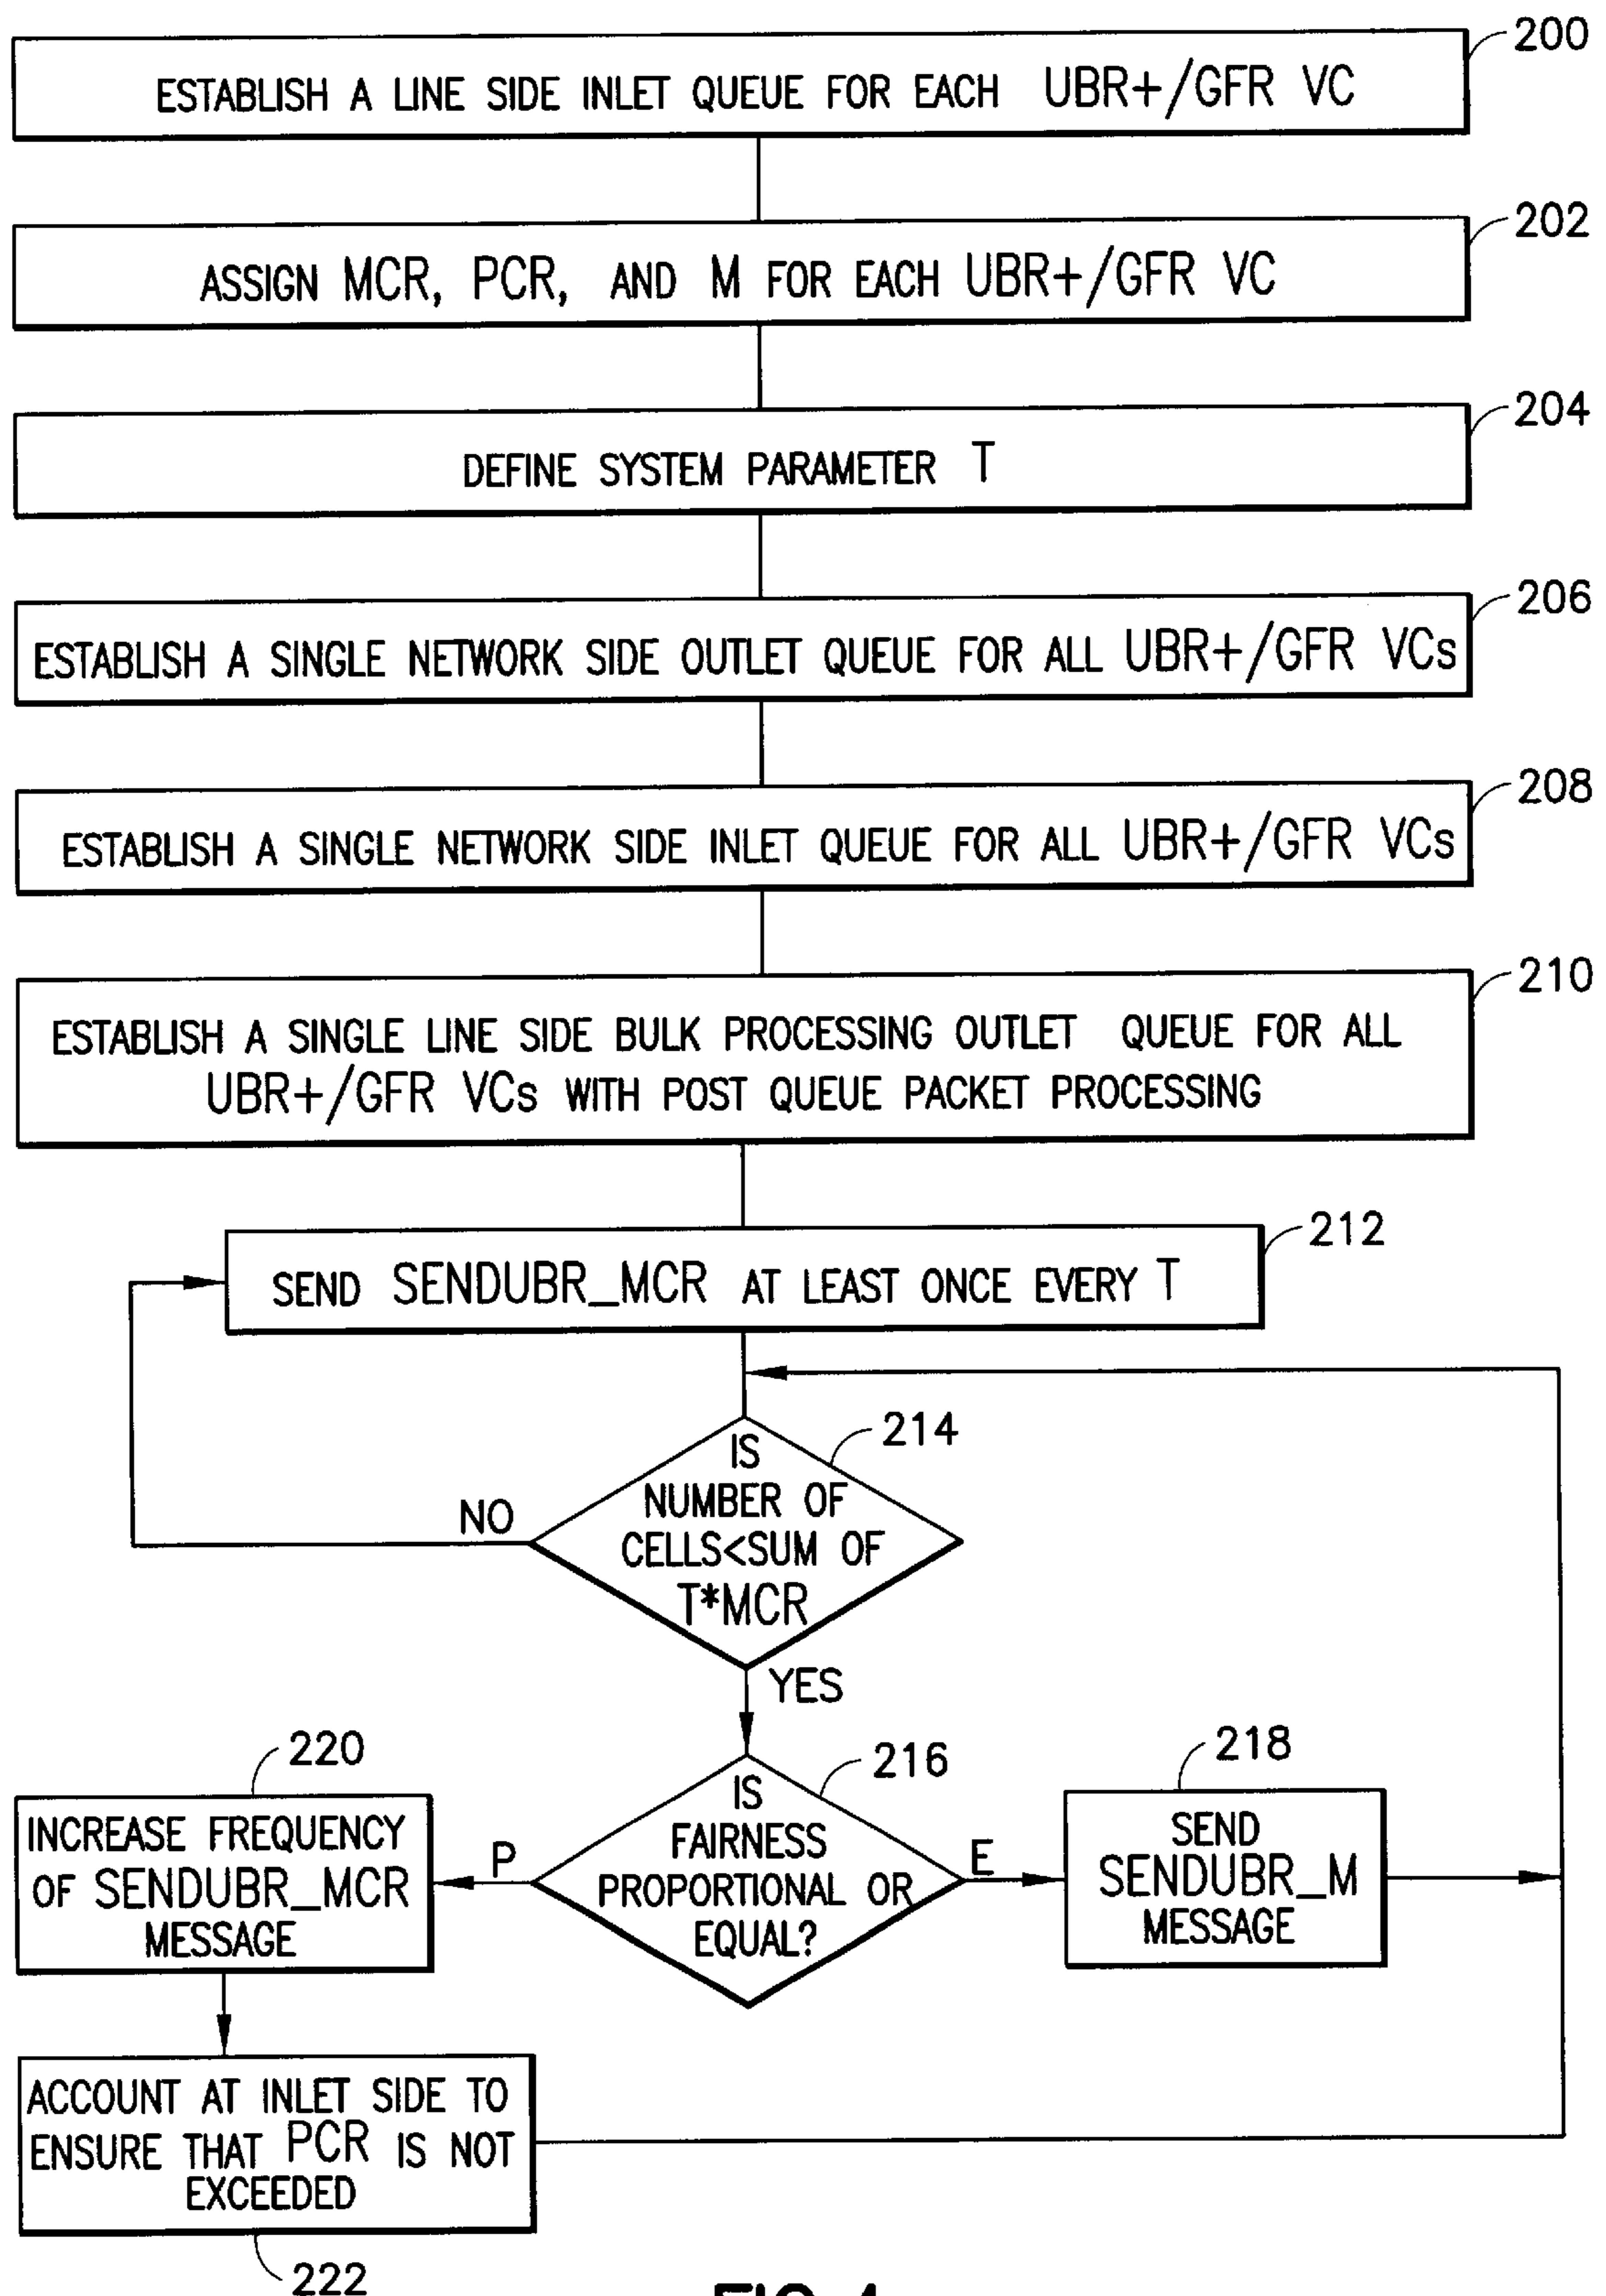 200
ESTABLISH A LINE SIDE INLET QUEUE FOR EACH UBR+/GFR VC
202
ASSIGN MCR, PCR, AND M FOR EACH UBR+/GFR VC
204
DEFINE SYSTEM PARAMETER T
206
ESTABLISH A SINGLE NETWORK SIDE OUTLET QUEUE FOR ALL UBR+/GFR VCs
208
ESTABLISH A SINGLE NETWORK SIDE INLET QUEUE FOR ALL UBR+/GFR VCs
210
ESTABLISH A SINGLE LINE SIDE BULK PROCESSING OUTLET QUEUE FOR ALL
UBR+/GFR VCs WITH POST QUEUE PACKET PROCESSING
212
SEND SENDUBR_MCR AT LEAST ONCE EVERY T
214
IS
NUMBER OF
CELLS<SUM OF
T*MCR
NO
YES
216
IS
FAIRNESS
PROPORTIONAL OR
EQUAL?
P
E
218
SEND
SENDUBR_M
MESSAGE
220
INCREASE FREQUENCY
OF SENDUBR_MCR
MESSAGE
ACCOUNT AT INLET SIDE TO
ENSURE THAT PCR IS NOT
EXCEEDED
222